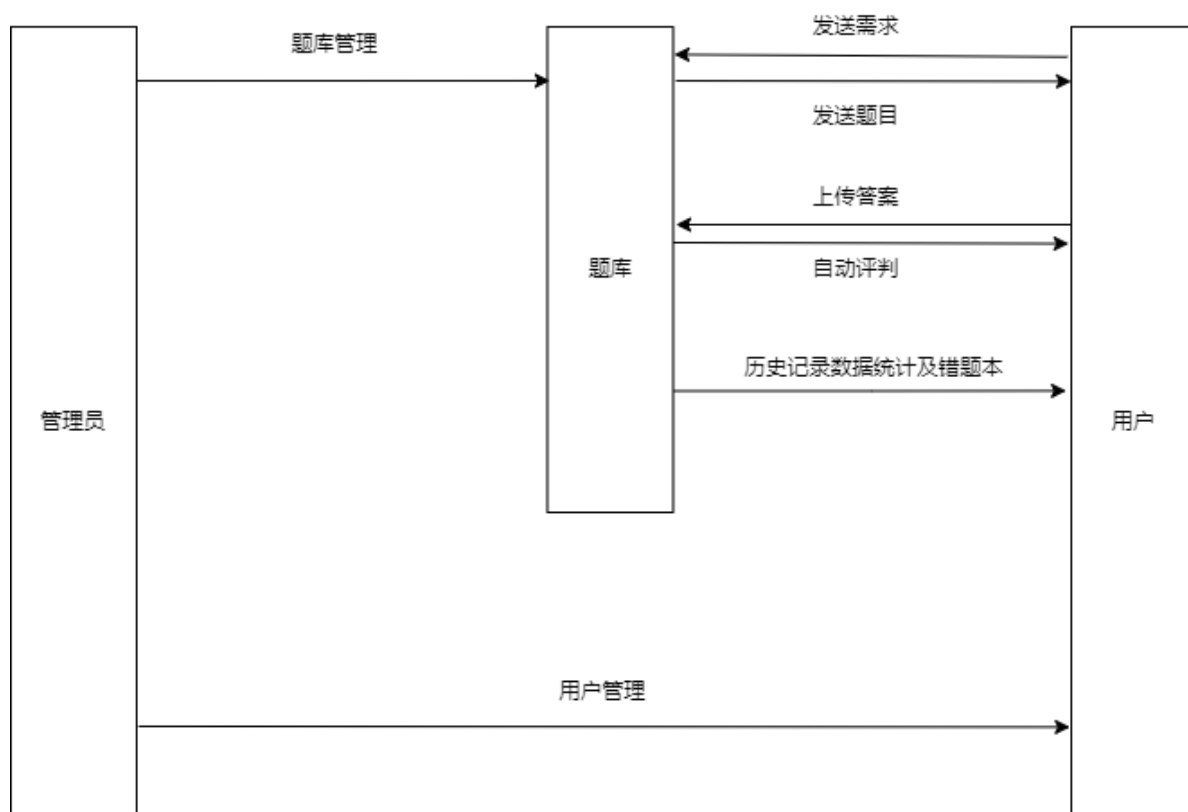 发送需求
题库管理
发送题目
上传答案
题库
自动评判
历史记录数据统计及错题本
管理员
用户
用户管理